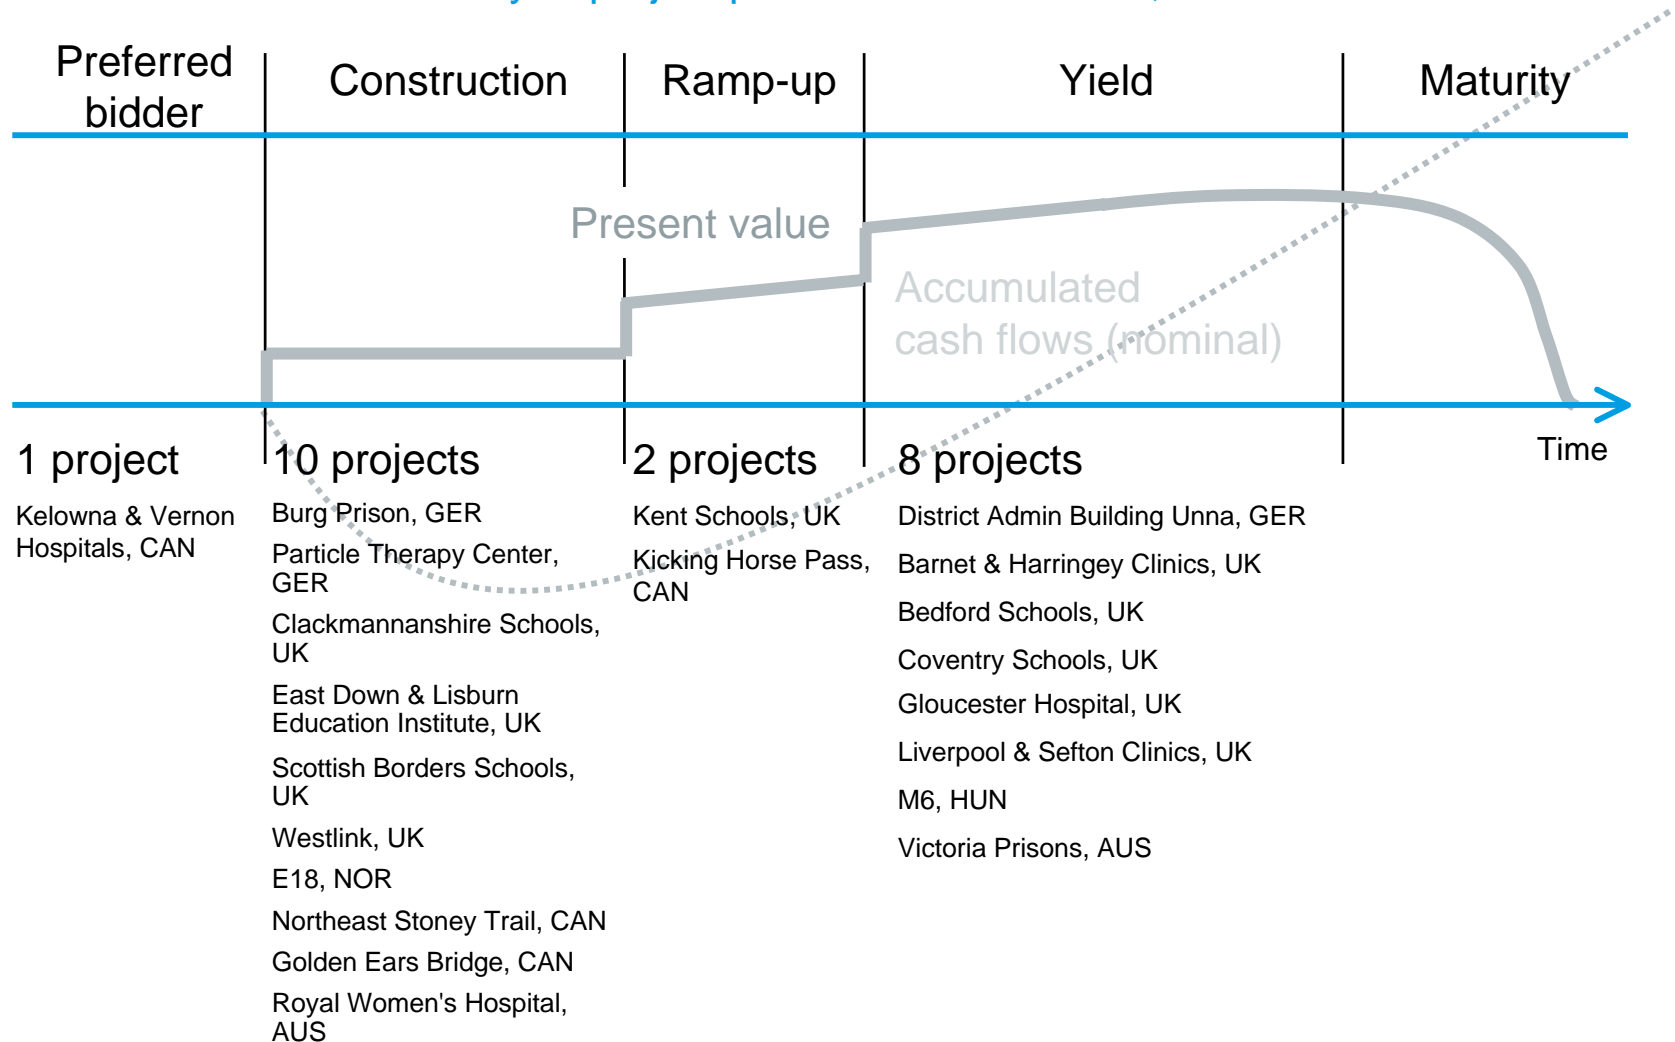 Preferred
bidder
Construction
Ramp-up
Yield
Maturity
Present value
Accumulated
cash flows (nominal)
Time
1 project
Kelowna & Vernon
Hospitals, CAN
10 projects
Burg Prison, GER
Particle Therapy Center,
GER
Clackmannanshire Schools,
UK
East Down & Lisburn
Education Institute, UK
Scottish Borders Schools,
UK
Westlink, UK
E18, NOR
Northeast Stoney Trail, CAN
Golden Ears Bridge, CAN
Royal Women's Hospital,
AUS
2 projects
Kent Schools, UK
Kicking Horse Pass,
CAN
8 projects
District Admin Building Unna, GER
Barnet & Harringey Clinics, UK
Bedford Schools, UK
Coventry Schools, UK
Gloucester Hospital, UK
Liverpool & Sefton Clinics, UK
M6, HUN
Victoria Prisons, AUS